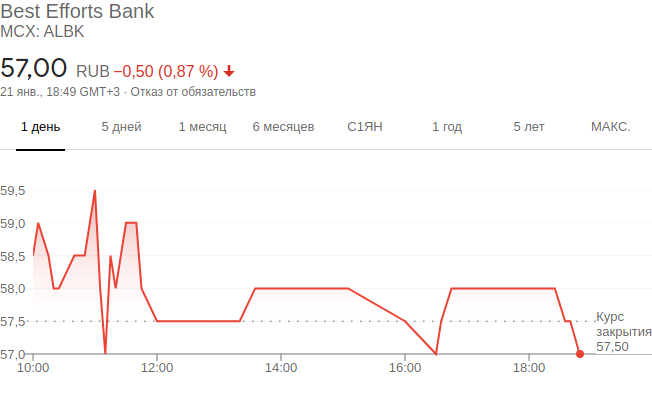 Best Efforts Bank
MCX: ALBK
57,00 RUB −0,50 (0,87 %)
21 янв., 18:49 GMT+3 · Отказ от обязательств
1 день 5 дней 1 месяц 6 месяцев С1ЯН 1 год 5 лет МАКС.
59,5
59,0
58,5
58,0
57,5
57,0
Курс
закрытия
57,50
10:00 12:00 14:00 16:00 18:00